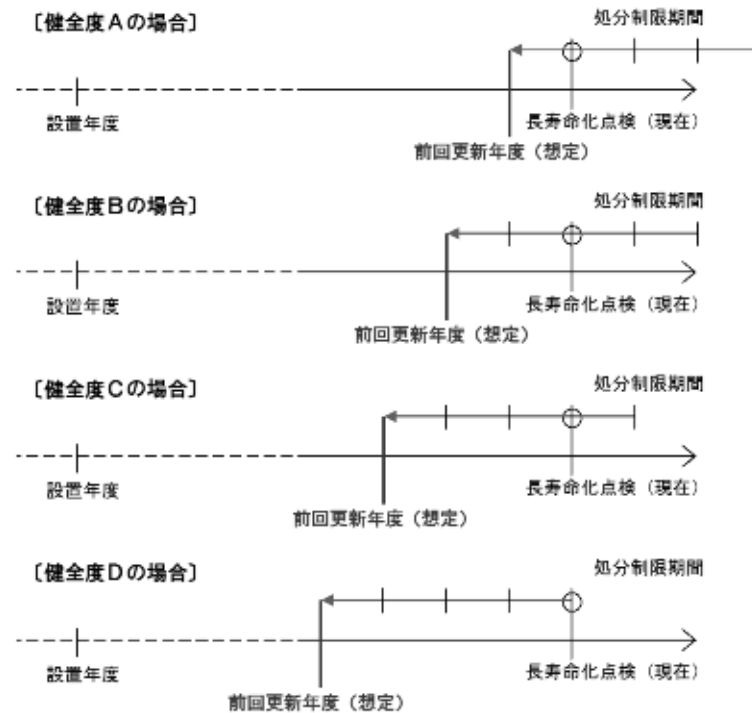 〔健全度Aの場合〕
処分制限期間
設置年度
長寿命化点検（現在）
前回更新年度（想定）
〔健全度Bの場合〕
処分制限期間
設置年度
長寿命化点検（現在）
前回更新年度（想定）
〔健全度Cの場合〕
処分制限期間
設置年度
長寿命化点検（現在）
前回更新年度（想定）
〔健全度Dの場合〕
処分制限期間
設置年度
長寿命化点検（現在）
前回更新年度（想定）